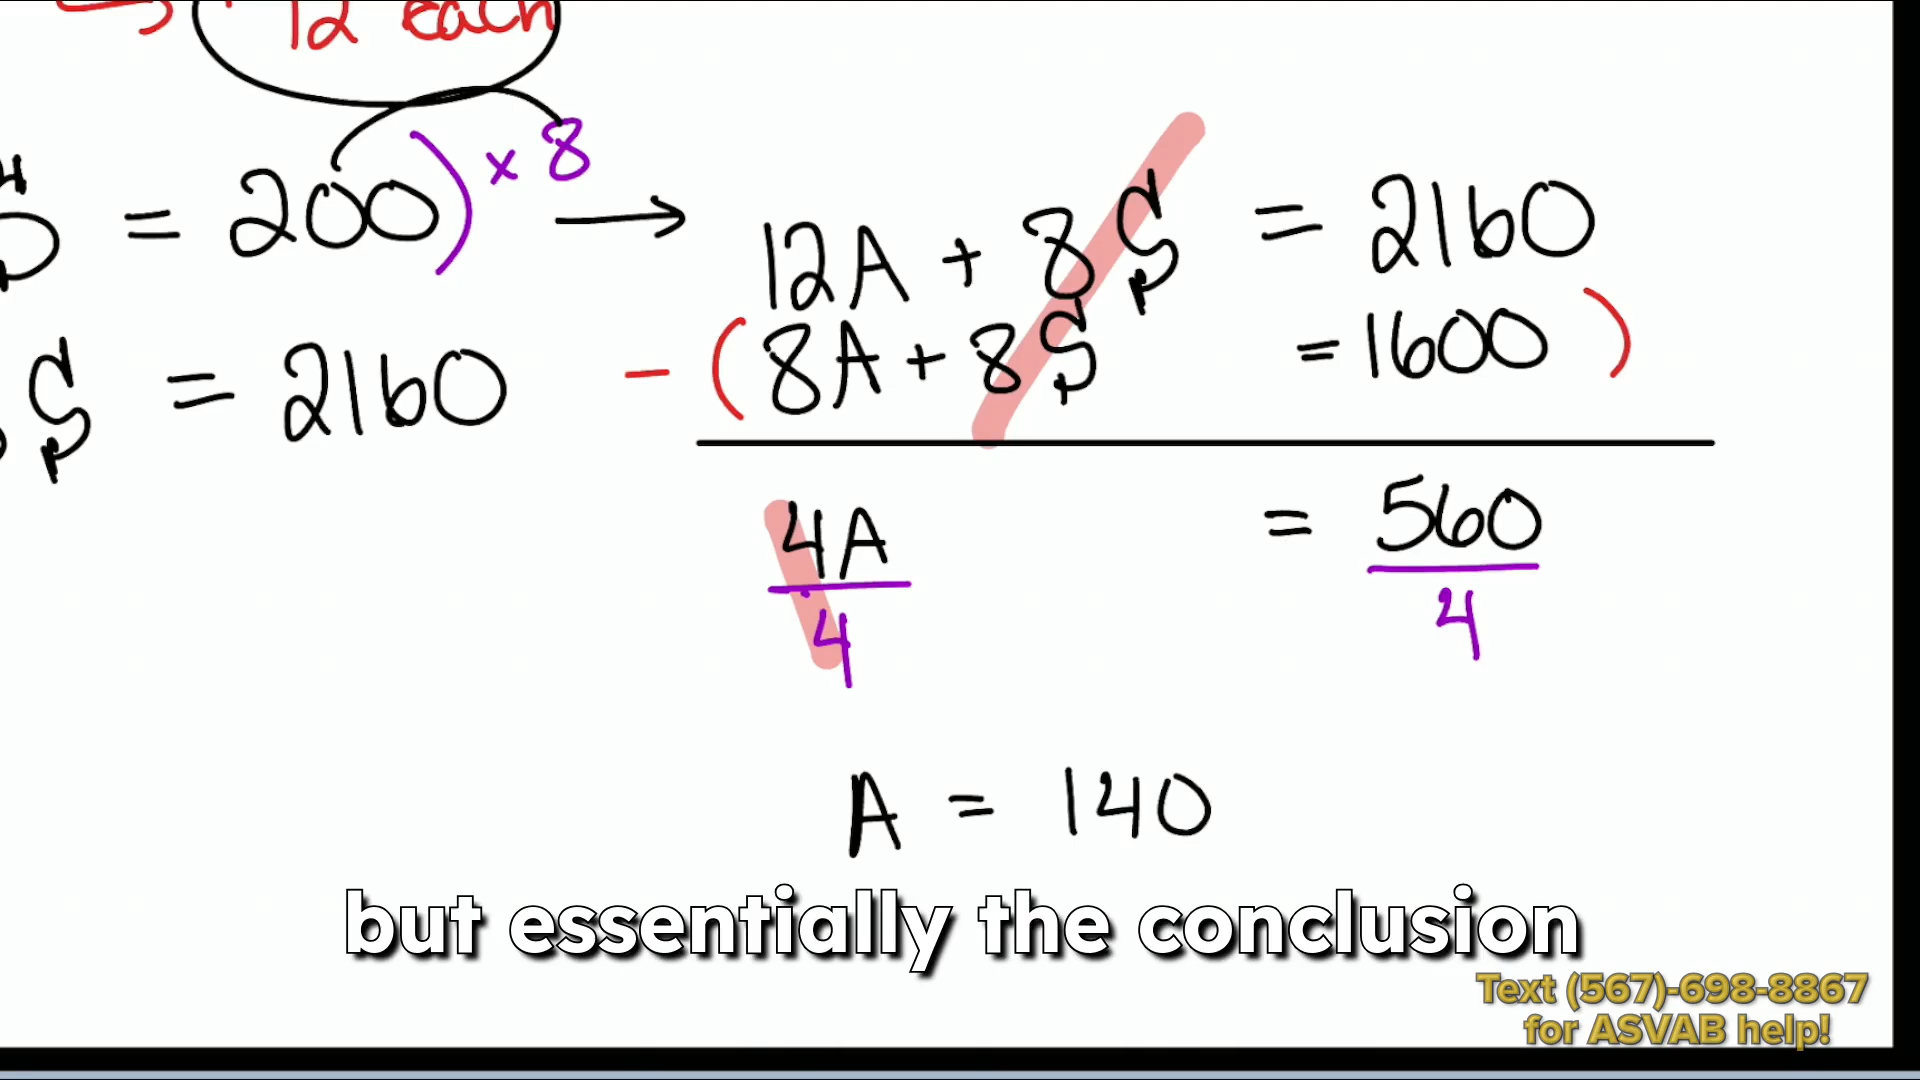 12 each
= 200) × 8 → 12A + 8S = 2160
S = 2160 - (8A + 8S = 1600)
4A = 560
4 4
A = 140
but essentially the conclusion
Text (567)-698-8867
for ASVAB help!